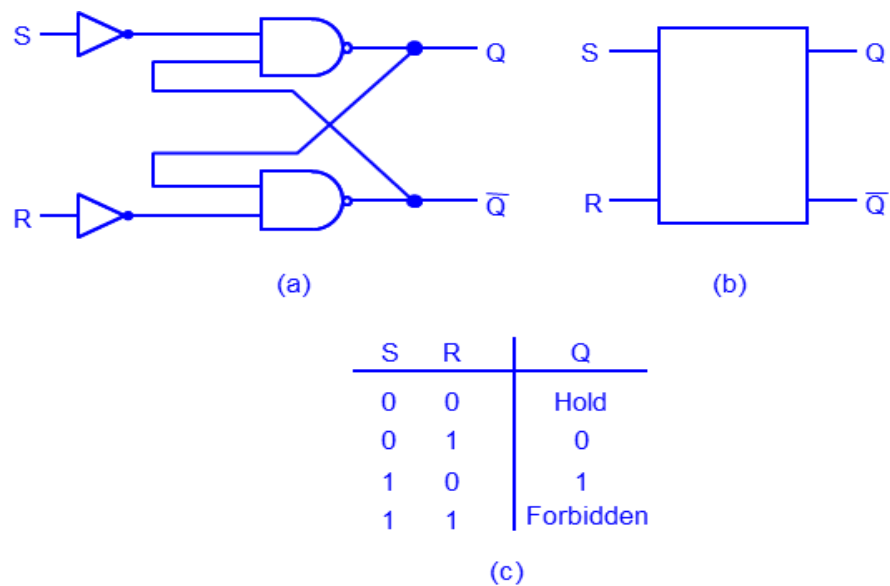 S Q S Q
R Q̅ R Q̅
(a) (b)
S R Q
0 0 Hold
0 1 0
1 0 1
1 1 Forbidden
(c)